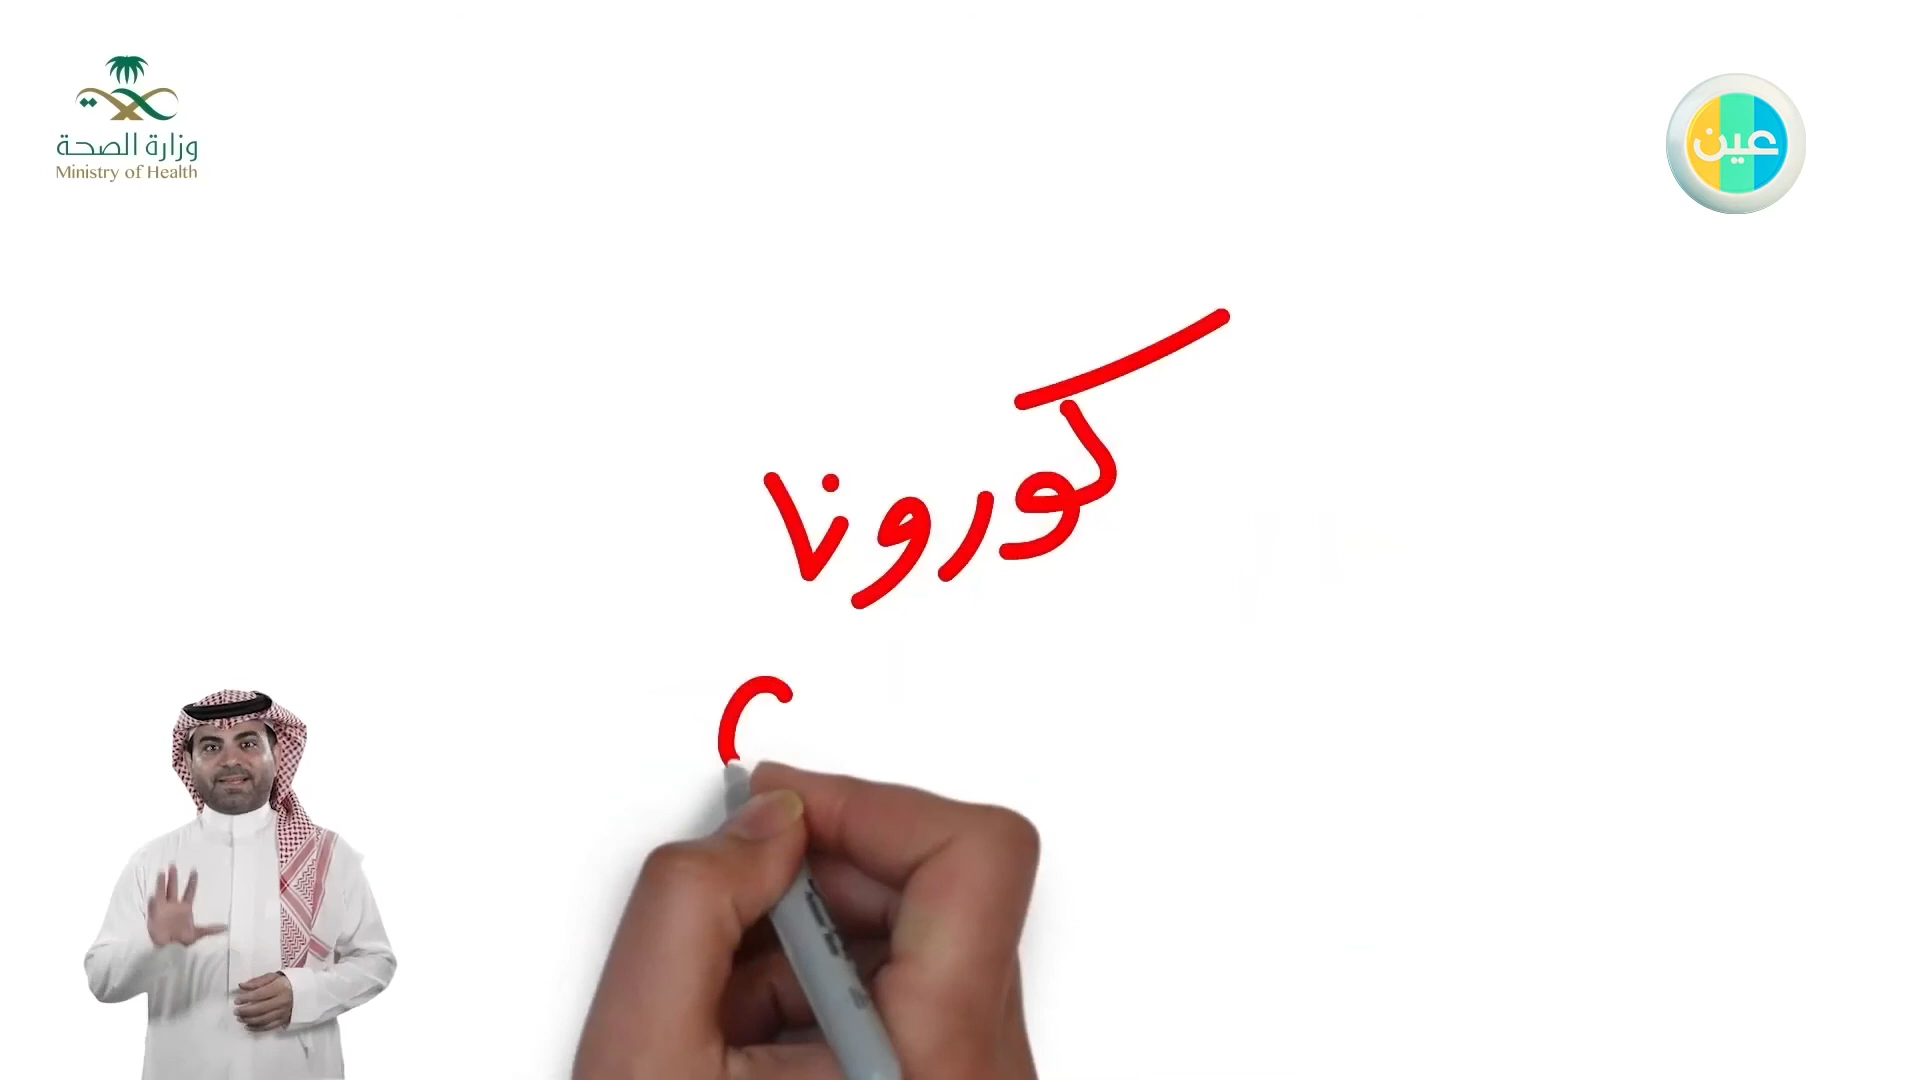 وزارة الصحة
Ministry of Health
عين
كورونا
C